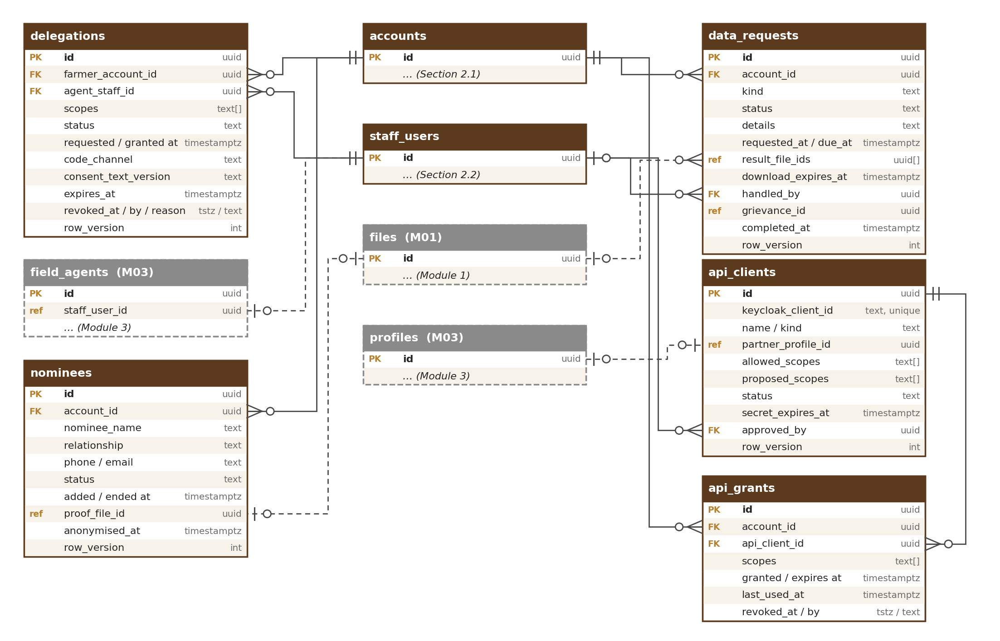 delegations
PK id uuid
FK farmer_account_id uuid
FK agent_staff_id uuid
scopes text[]
status text
requested / granted at timestamptz
code_channel text
consent_text_version text
expires_at timestamptz
revoked_at / by / reason tstz / text
row_version int
field_agents (M03)
PK id uuid
ref staff_user_id uuid
... (Module 3)
nominees
PK id uuid
FK account_id uuid
nominee_name text
relationship text
phone / email text
status text
added / ended at timestamptz
ref proof_file_id uuid
anonymised_at timestamptz
row_version int
accounts
PK id uuid
... (Section 2.1)
staff_users
PK id uuid
... (Section 2.2)
files (M01)
PK id uuid
... (Module 1)
profiles (M03)
PK id uuid
... (Module 3)
data_requests
PK id uuid
FK account_id uuid
kind text
status text
details text
requested_at / due_at timestamptz
ref result_file_ids uuid[]
download_expires_at timestamptz
FK handled_by uuid
ref grievance_id uuid
completed_at timestamptz
row_version int
api_clients
PK id uuid
keycloak_client_id text, unique
name / kind text
ref partner_profile_id uuid
allowed_scopes text[]
proposed_scopes text[]
status text
secret_expires_at timestamptz
FK approved_by uuid
row_version int
api_grants
PK id uuid
FK account_id uuid
FK api_client_id uuid
scopes text[]
granted / expires at timestamptz
last_used_at timestamptz
revoked_at / by tstz / text